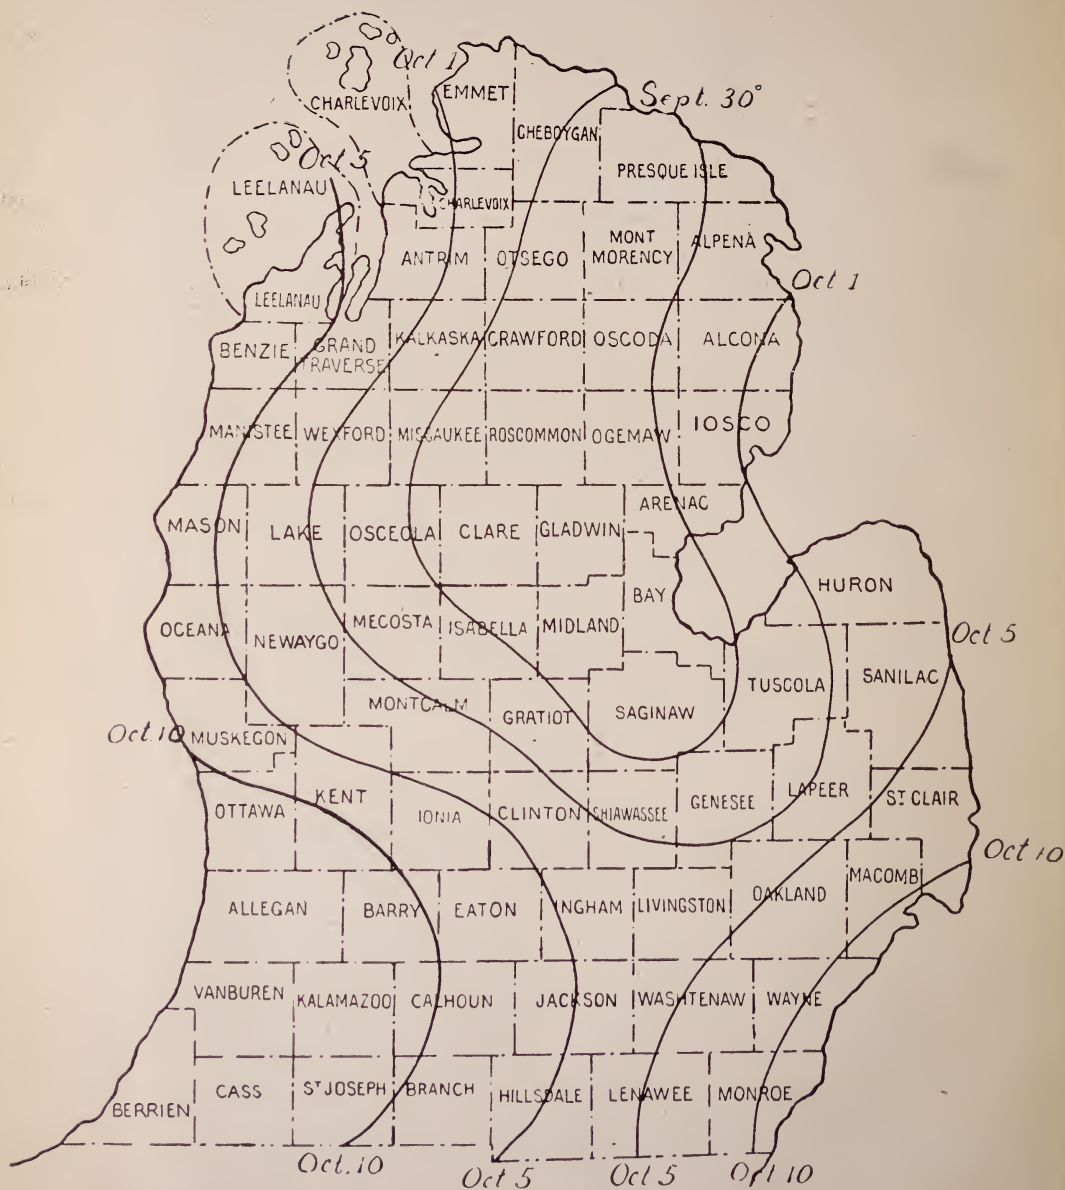 Oct 1
EMMET
CHARLEVOIX
Sept. 30°
CHEBOYGAN
Oct 5
PRESQUE ISLE
LEELANAU
CHARLEVOIX
ANTRIM OTSEGO MONT MORENCY ALPENA
Oct 1
LEELANAU
BENZIE GRAND TRAVERSE KALKASKA CRAWFORD OSCODA ALCONA
MANISTEE WEXFORD MISSAUKEE ROSCOMMON OGEMAW IOSCO
ARENAC
MASON LAKE OSCEOLA CLARE GLADWIN
HURON
BAY
OCEANA NEWAYGO MECOSTA ISABELLA MIDLAND
Oct 5
TUSCOLA SANILAC
MONTCALM GRATIOT SAGINAW
Oct. 10 MUSKEGON
OTTAWA KENT IONIA CLINTON SHIAWASSEE GENESEE LAPEER ST CLAIR
Oct 10
ALLEGAN BARRY EATON INGHAM LIVINGSTON OAKLAND MACOMB
VANBUREN KALAMAZOO CALHOUN JACKSON WASHTENAW WAYNE
BERRIEN CASS ST JOSEPH BRANCH HILLSDALE LENAWEE MONROE
Oct. 10 Oct 5 Oct 5 Oct 10